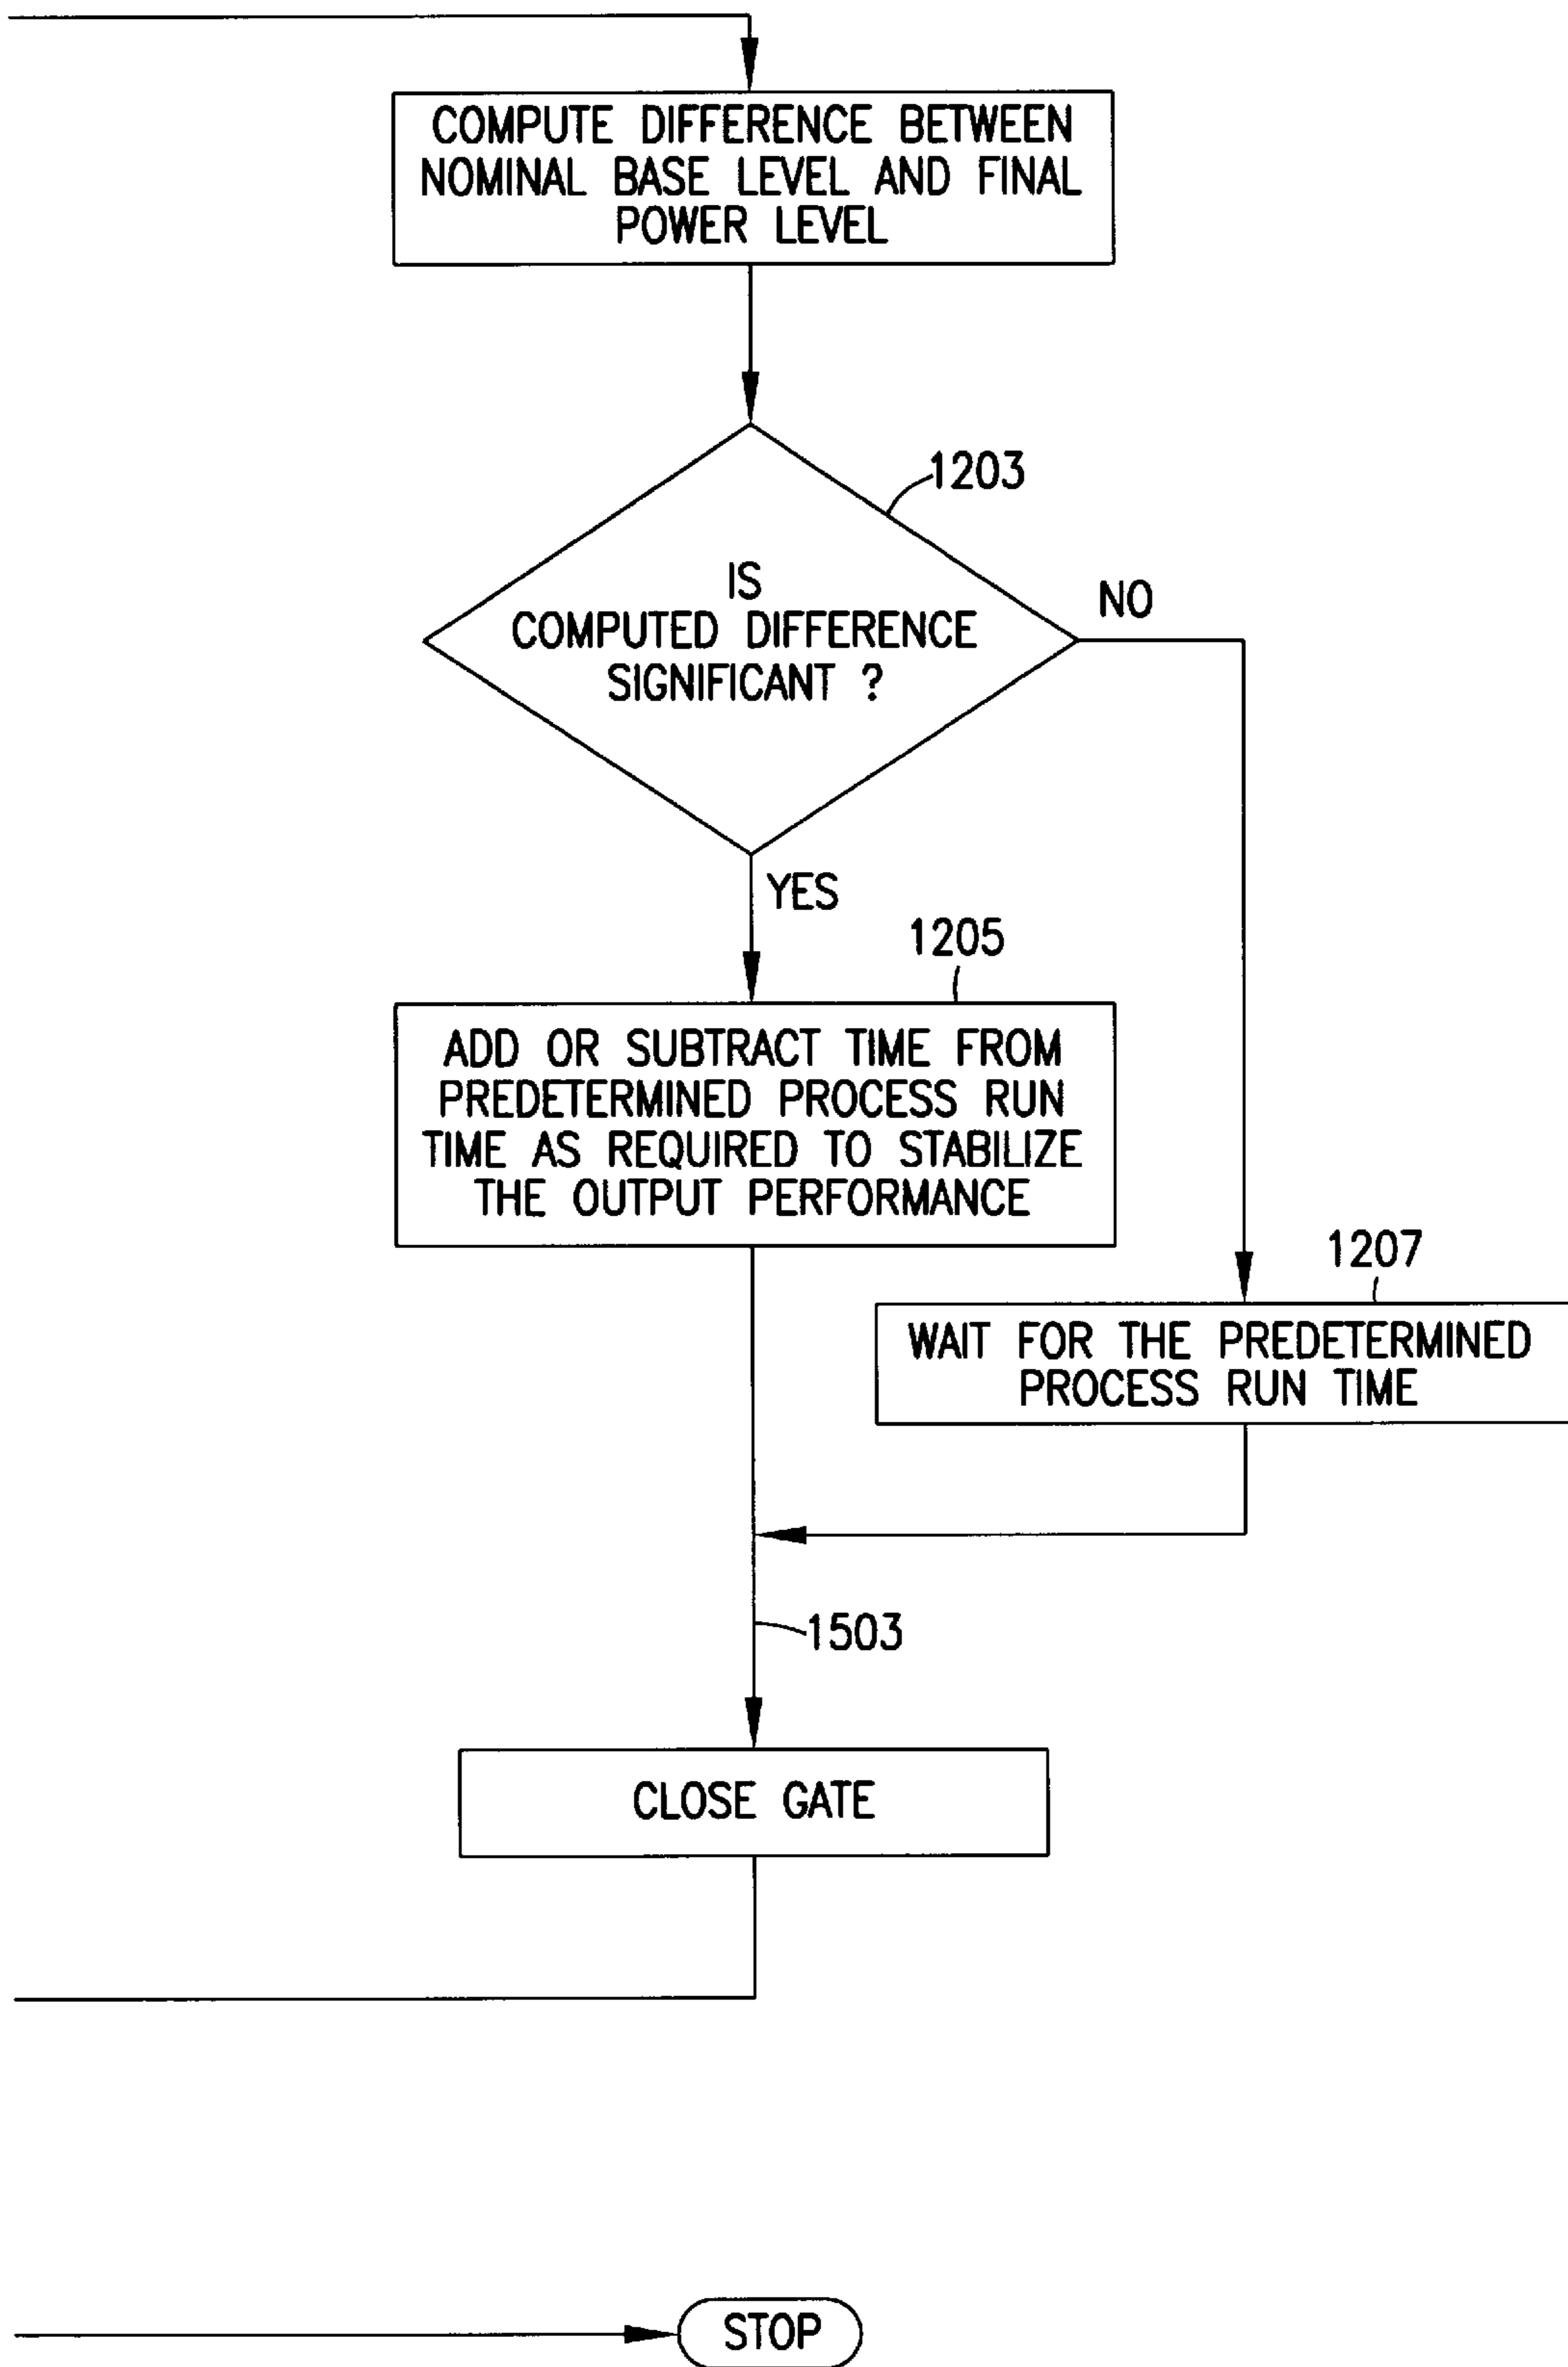 COMPUTE DIFFERENCE BETWEEN
NOMINAL BASE LEVEL AND FINAL
POWER LEVEL
1203
IS
COMPUTED DIFFERENCE
SIGNIFICANT ?
NO
YES
1205
ADD OR SUBTRACT TIME FROM
PREDETERMINED PROCESS RUN
TIME AS REQUIRED TO STABILIZE
THE OUTPUT PERFORMANCE
1207
WAIT FOR THE PREDETERMINED
PROCESS RUN TIME
1503
CLOSE GATE
STOP